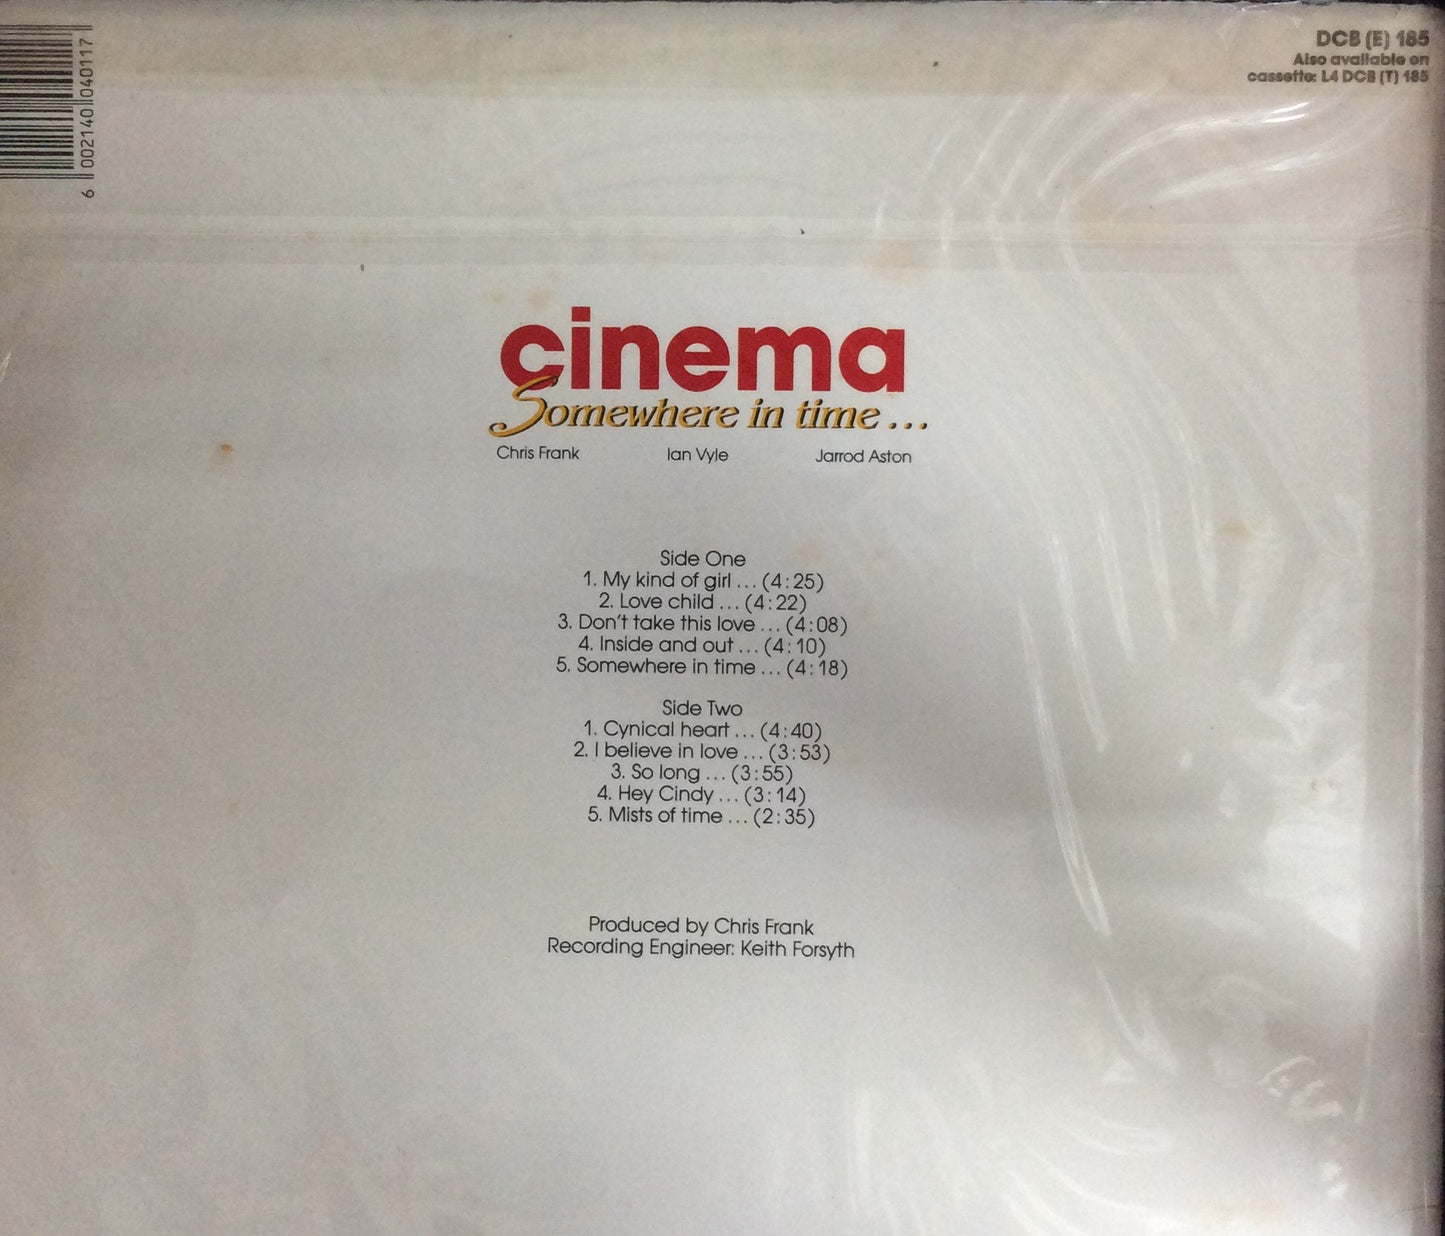 6 002140 040117
DCB (E) 185
Also available on
cassette: L4 DCB (T) 185
cinema
Somewhere in time...
Chris Frank Ian Vyle Jarrod Aston
Side One
1. My kind of girl... (4:25)
2. Love child... (4:22)
3. Don't take this love... (4:08)
4. Inside and out... (4:10)
5. Somewhere in time... (4:18)
Side Two
1. Cynical heart... (4:40)
2. I believe in love... (3:53)
3. So long... (3:55)
4. Hey Cindy... (3:14)
5. Mists of time... (2:35)
Produced by Chris Frank
Recording Engineer: Keith Forsyth